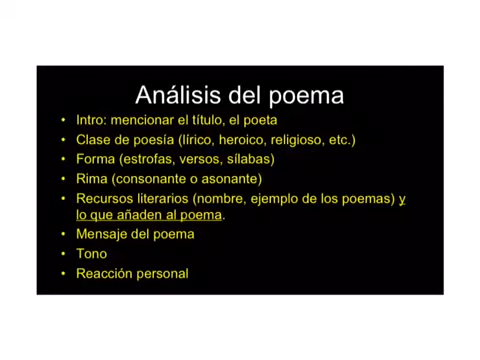 Análisis del poema
• Intro: mencionar el título, el poeta
• Clase de poesía (lírico, heroico, religioso, etc.)
• Forma (estrofas, versos, sílabas)
• Rima (consonante o asonante)
• Recursos literarios (nombre, ejemplo de los poemas) y
lo que añaden al poema.
• Mensaje del poema
• Tono
• Reacción personal